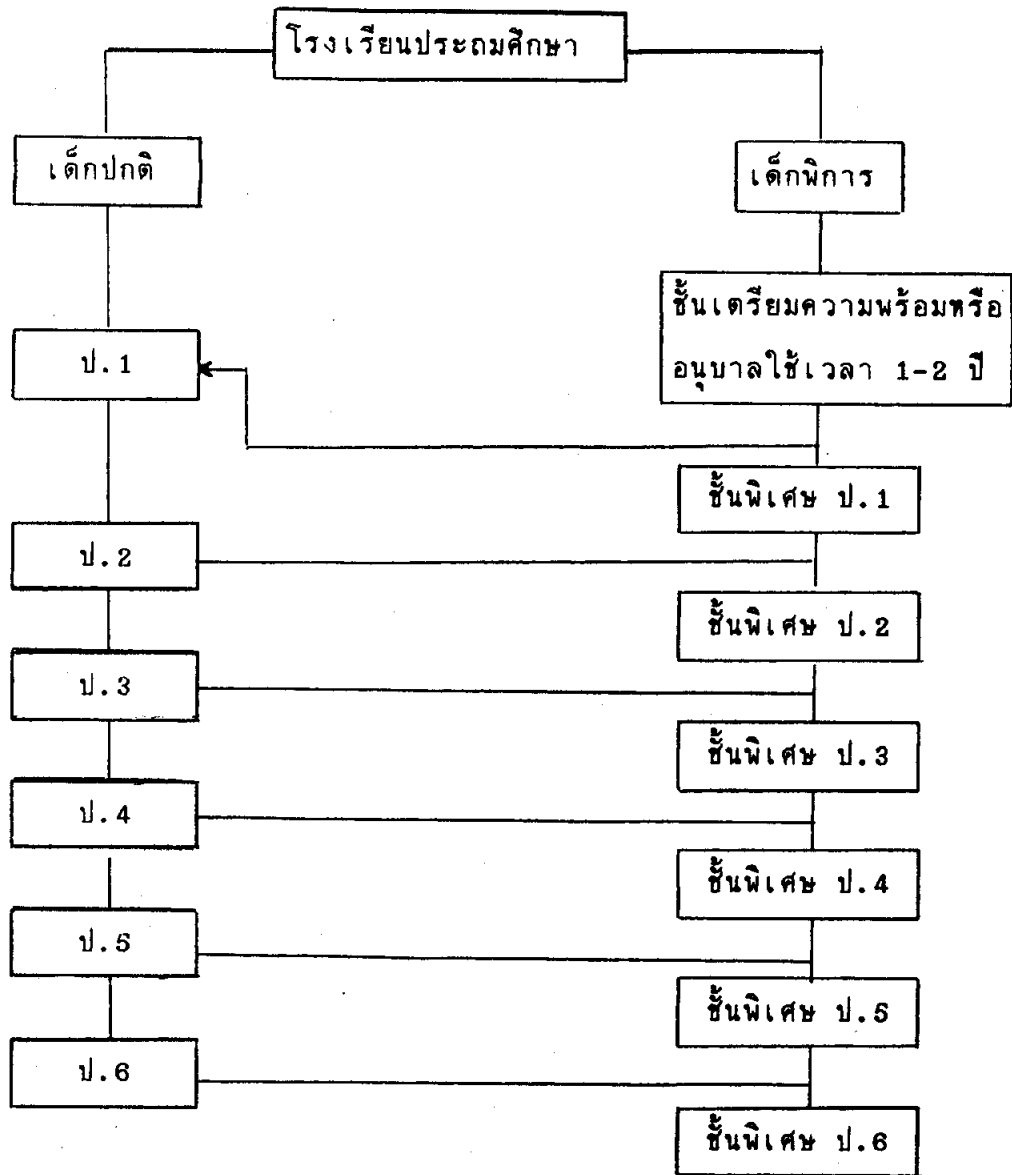 โรงเรียนประถมศึกษา
เด็กปกติ
เด็กพิการ
ชั้นเตรียมความพร้อมหรือ
อนุบาลใช้เวลา 1-2 ปี
ป.1
ชั้นพิเศษ ป.1
ป.2
ชั้นพิเศษ ป.2
ป.3
ชั้นพิเศษ ป.3
ป.4
ชั้นพิเศษ ป.4
ป.5
ชั้นพิเศษ ป.5
ป.6
ชั้นพิเศษ ป.6